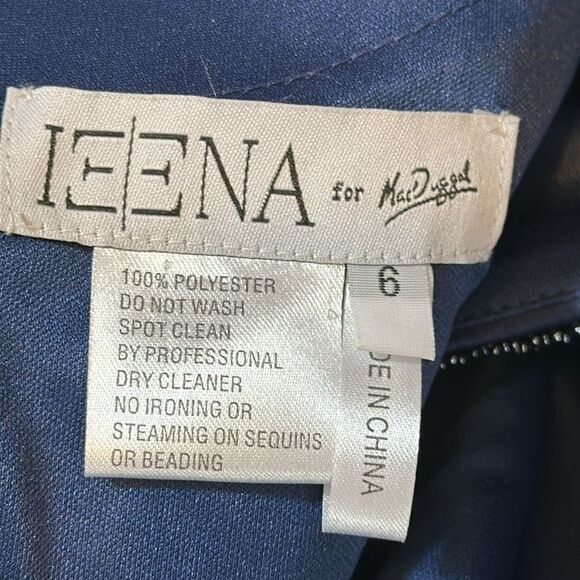 IEENA for MacDuggal
100% POLYESTER
DO NOT WASH
SPOT CLEAN
BY PROFESSIONAL
DRY CLEANER
NO IRONING OR
STEAMING ON SEQUINS
OR BEADING
6
DE IN CHINA